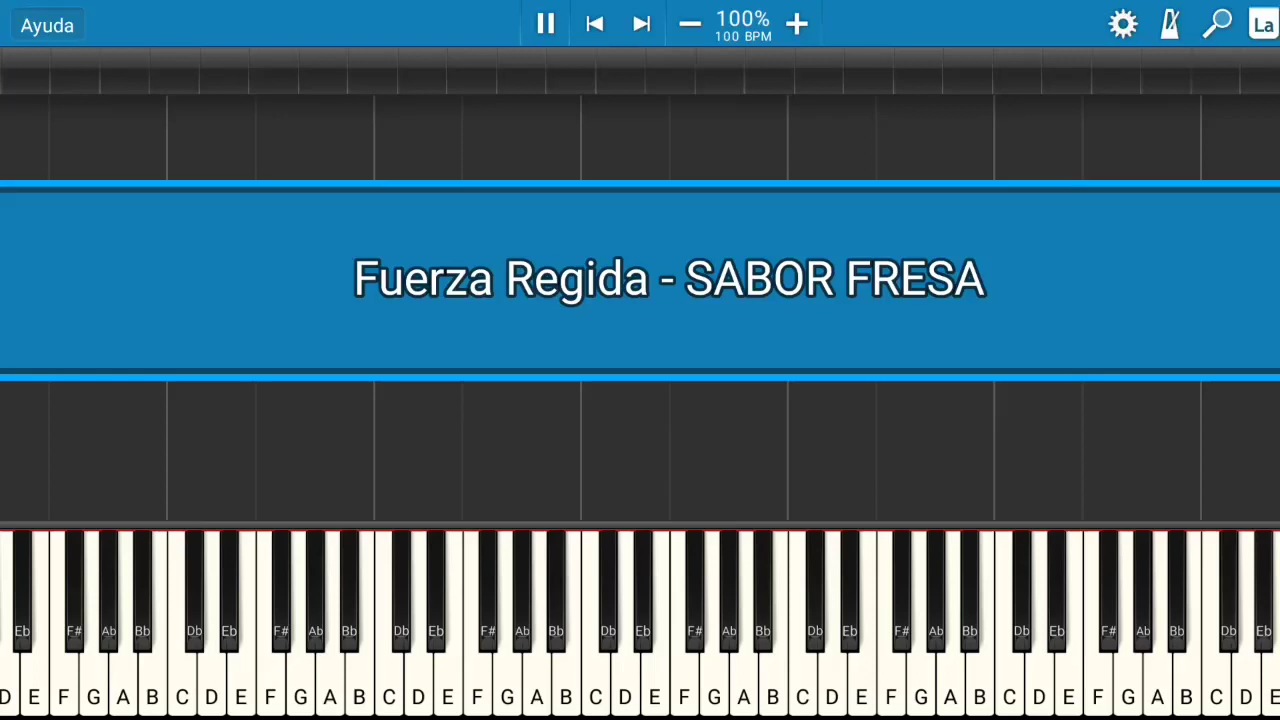 Ayuda
100%
100 BPM
La
Fuerza Regida - SABOR FRESA
Eb F# Ab Bb Db Eb F# Ab Bb Db Eb F# Ab Bb Db Eb F# Ab Bb Db Eb F# Ab Bb Db Eb F# Ab Bb Db Eb
D E F G A B C D E F G A B C D E F G A B C D E F G A B C D E F G A B C D E F G A B C D E